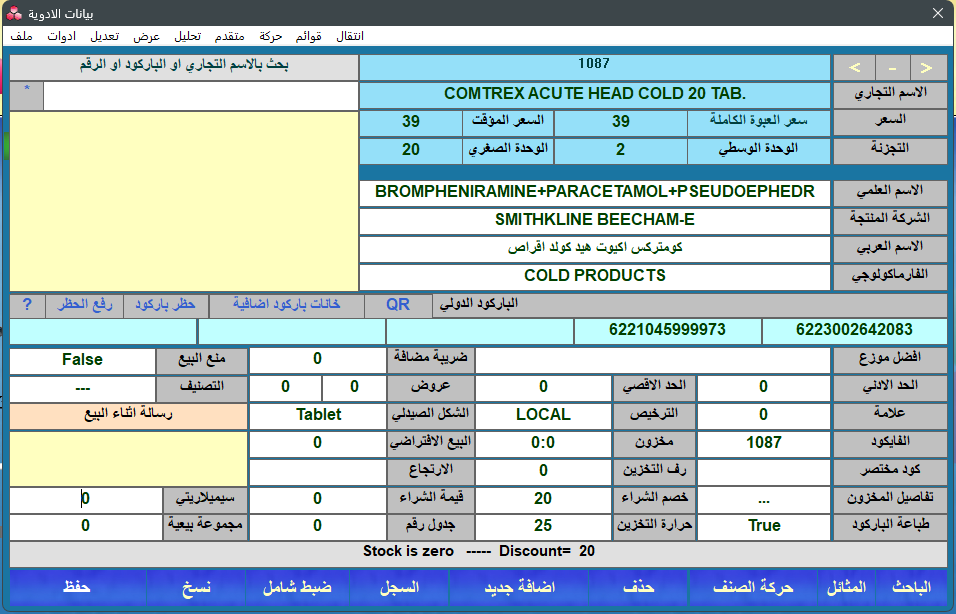 بيانات الادوية
ملف ادوات تعديل عرض تحليل متقدم حركة قوائم انتقال
< - > 1087 بحث بالاسم التجاري او الباركود او الرقم
الاسم التجاري COMTREX ACUTE HEAD COLD 20 TAB. *
السعر سعر العبوة الكاملة 39 السعر المؤقت 39
التجزئة الوحدة الوسطي 2 الوحدة الصغري 20
الاسم العلمي BROMPHENIRAMINE+PARACETAMOL+PSEUDOEPHEDR
الشركة المنتجة SMITHKLINE BEECHAM-E
الاسم العربي كومتركس اكيوت هيد كولد اقراص
الفارماكولوجي COLD PRODUCTS
الباركود الدولي QR خانات باركود اضافية حظر باركود رفع الحظر ?
6223002642083 6221045999973
افضل موزع ضريبة مضافة 0 منع البيع False
الحد الادني 0 الحد الاقصي 0 عروض 0 0 التصنيف ---
علامة 0 الترخيص LOCAL الشكل الصيدلي Tablet رسالة اثناء البيع
الفايكود 1087 مخزون 0:0 البيع الافتراضي 0
كود مختصر رف التخزين 0 الارتجاع
تفاصيل المخزون ... خصم الشراء 20 قيمة الشراء 0 سيميلاريتي 0
طباعة الباركود True حرارة التخزين 25 جدول رقم 0 مجموعة بيعية 0
Stock is zero ----- Discount= 20
الباحث المثائل حركة الصنف حذف اضافة جديد السجل ضبط شامل نسخ حفظ